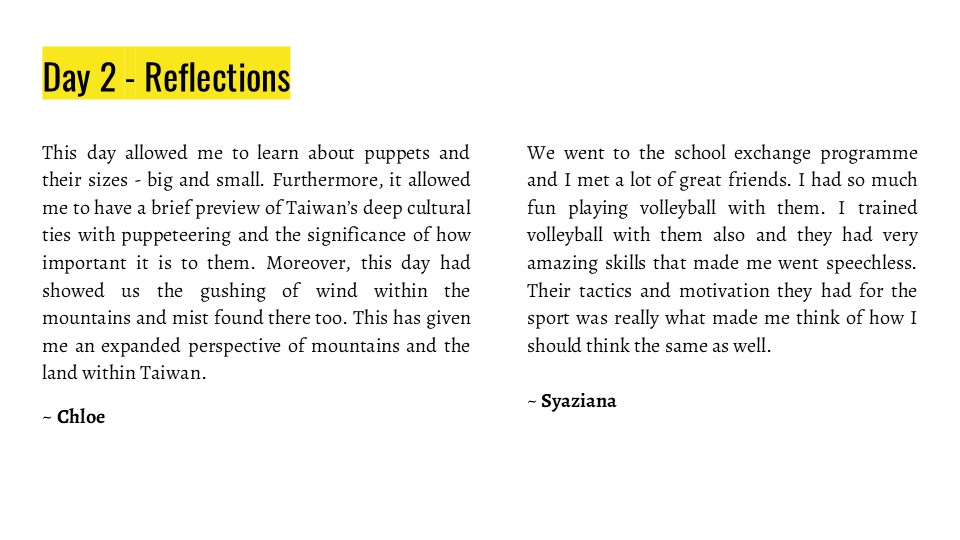 Day 2 - Reflections
This day allowed me to learn about puppets and
their sizes - big and small. Furthermore, it allowed
me to have a brief preview of Taiwan’s deep cultural
ties with puppeteering and the significance of how
important it is to them. Moreover, this day had
showed us the gushing of wind within the
mountains and mist found there too. This has given
me an expanded perspective of mountains and the
land within Taiwan.
~ Chloe
We went to the school exchange programme
and I met a lot of great friends. I had so much
fun playing volleyball with them. I trained
volleyball with them also and they had very
amazing skills that made me went speechless.
Their tactics and motivation they had for the
sport was really what made me think of how I
should think the same as well.
~ Syaziana